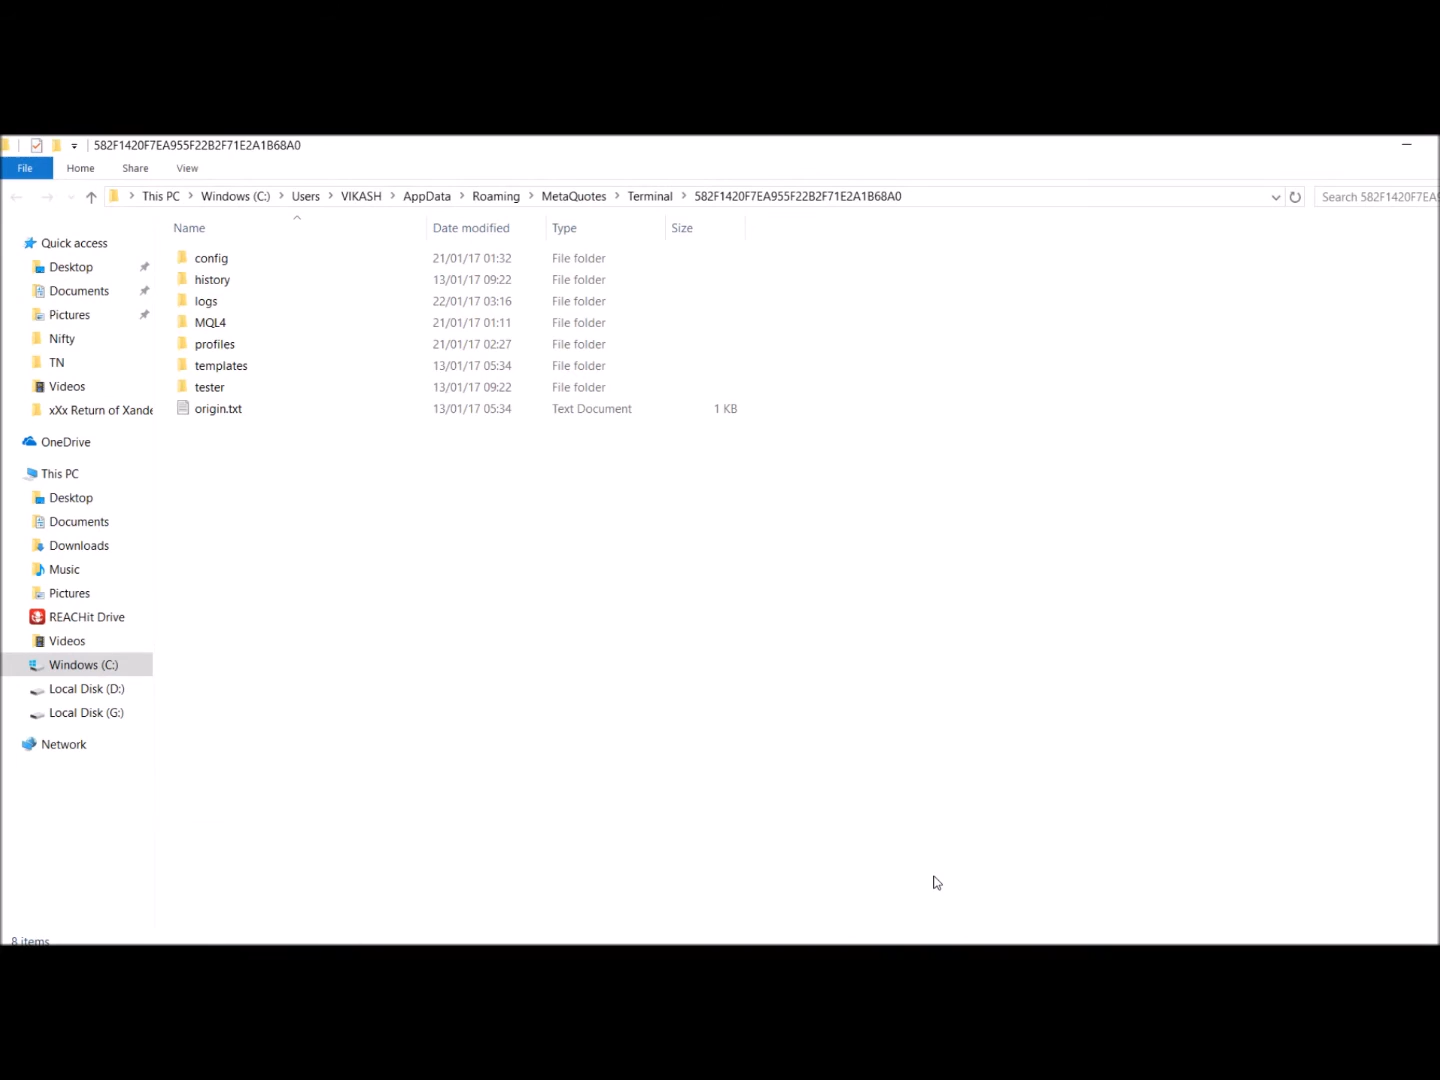 582F1420F7EA955F22B2F71E2A1B68A0
File Home Share View
This PC > Windows (C:) > Users > VIKASH > AppData > Roaming > MetaQuotes > Terminal > 582F1420F7EA955F22B2F71E2A1B68A0
Search 582F1420F7EA
Name Date modified Type Size
config 21/01/17 01:32 File folder
history 13/01/17 09:22 File folder
logs 22/01/17 03:16 File folder
MQL4 21/01/17 01:11 File folder
profiles 21/01/17 02:27 File folder
templates 13/01/17 05:34 File folder
tester 13/01/17 09:22 File folder
origin.txt 13/01/17 05:34 Text Document 1 KB
Quick access
Desktop
Documents
Pictures
Nifty
TN
Videos
xXx Return of Xande
OneDrive
This PC
Desktop
Documents
Downloads
Music
Pictures
REACHit Drive
Videos
Windows (C:)
Local Disk (D:)
Local Disk (G:)
Network
8 items